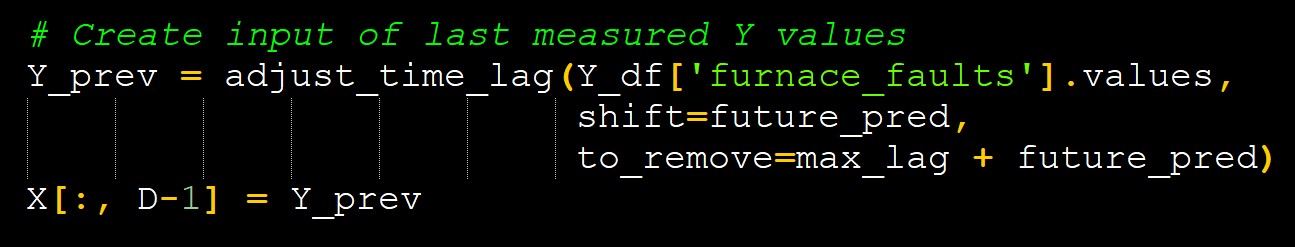 # Create input of last measured Y values
Y_prev = adjust_time_lag(Y_df['furnace_faults'].values,
shift=future_pred,
to_remove=max_lag + future_pred)
X[:, D-1] = Y_prev